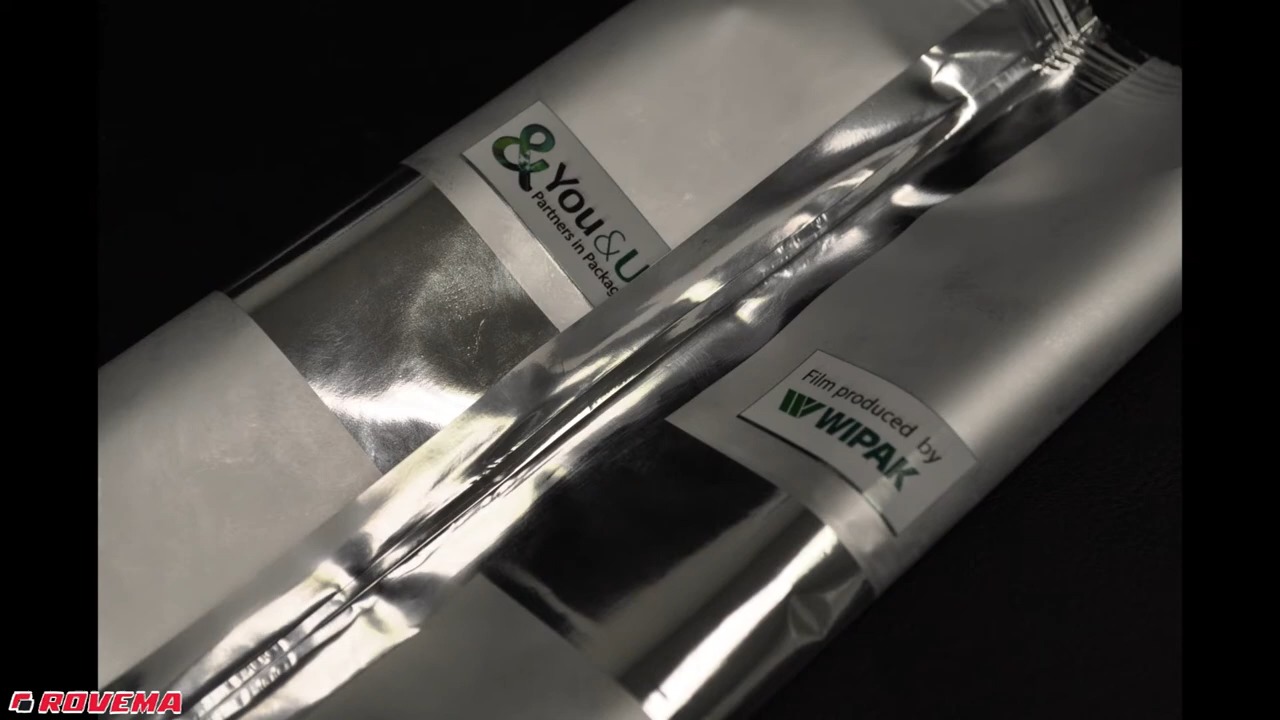 & You & U
Partners in Packag
Film produced by
WIPAK
ROVEMA